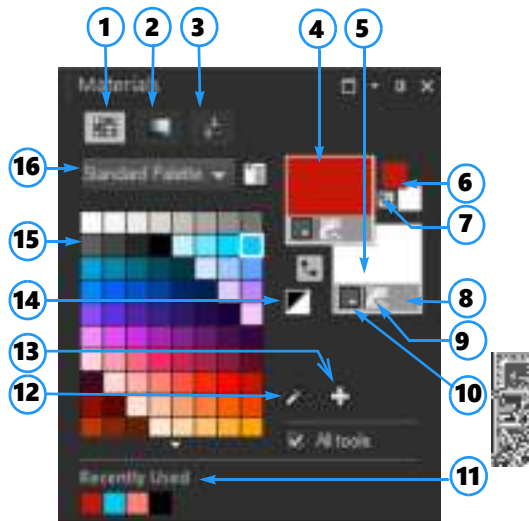 1 2 3 4 5
Materials
16 Standard Palette 6
7
15
14 8
9
13 10
12
All tools
Recently Used 11